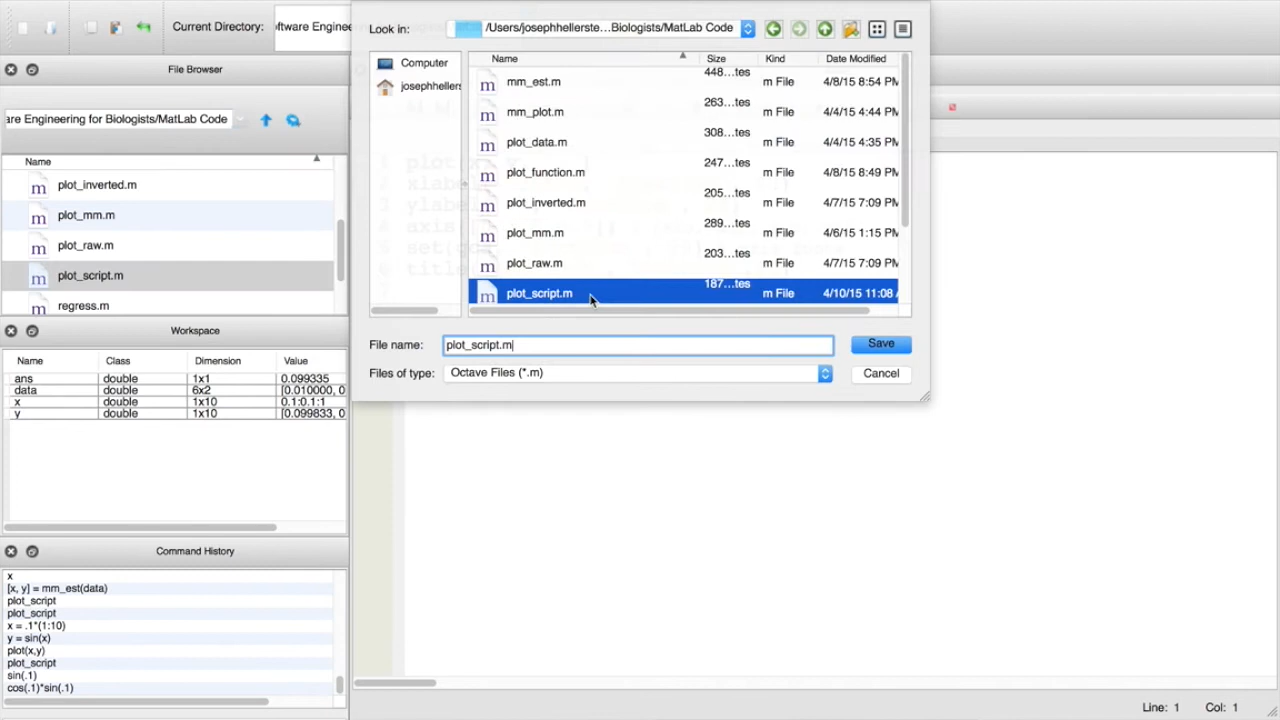 Current Directory:
oftware Enginee
File Browser
are Engineering for Biologists/MatLab Code
Name
plot_inverted.m
plot_mm.m
plot_raw.m
plot_script.m
regress.m
Workspace
Name Class Dimension Value
ans double 1x1 0.099335
data double 6x2 [0.010000, 0
x double 1x10 0.1:0.1:1
y double 1x10 [0.099833, 0
Command History
x
[x, y] = mm_est(data)
plot_script
plot_script
x = .1*(1:10)
y = sin(x)
plot(x,y)
plot_script
sin(.1)
cos(.1)*sin(.1)
Look in: /Users/josephhellerste...Biologists/MatLab Code
Computer
josephhellers
Name Size Kind Date Modified
mm_est.m 448...tes m File 4/8/15 8:54 PM
mm_plot.m 263...tes m File 4/4/15 4:44 PM
plot_data.m 308...tes m File 4/4/15 4:35 PM
plot_function.m 247...tes m File 4/8/15 8:49 PM
plot_inverted.m 205...tes m File 4/7/15 7:09 PM
plot_mm.m 289...tes m File 4/6/15 1:15 PM
plot_raw.m 203...tes m File 4/7/15 7:09 PM
plot_script.m 187...tes m File 4/10/15 11:08
File name: plot_script.m
Save
Files of type: Octave Files (*.m)
Cancel
Line: 1 Col: 1